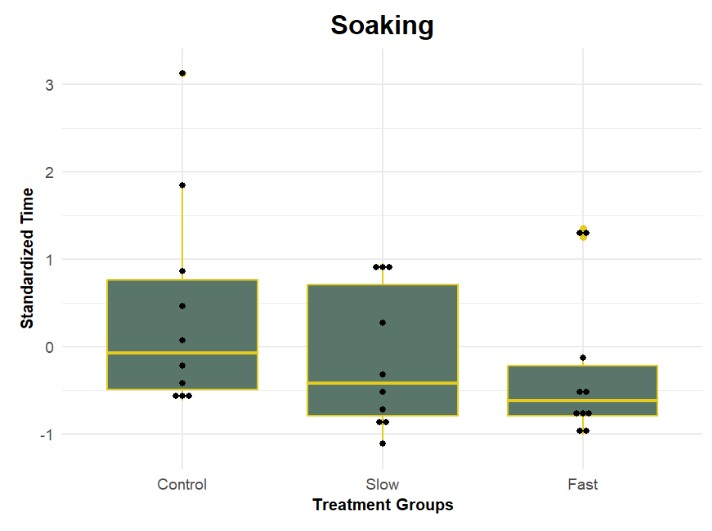 Soaking
3
2
1
0
-1
Standardized Time
Control Slow Fast
Treatment Groups